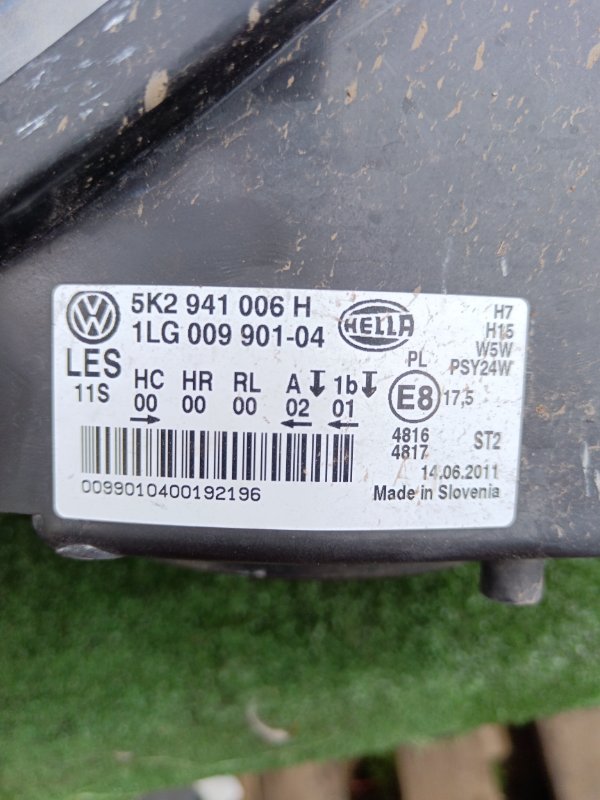 5K2 941 006 H
1LG 009 901-04
HELLA
H7
H15
W5W
PSY24W
LES
11S
HC HR RL A 1b
00 00 00 02 01
PL
E8 17,5
4816
4817
ST2
14.06.2011
Made in Slovenia
0099010400192196